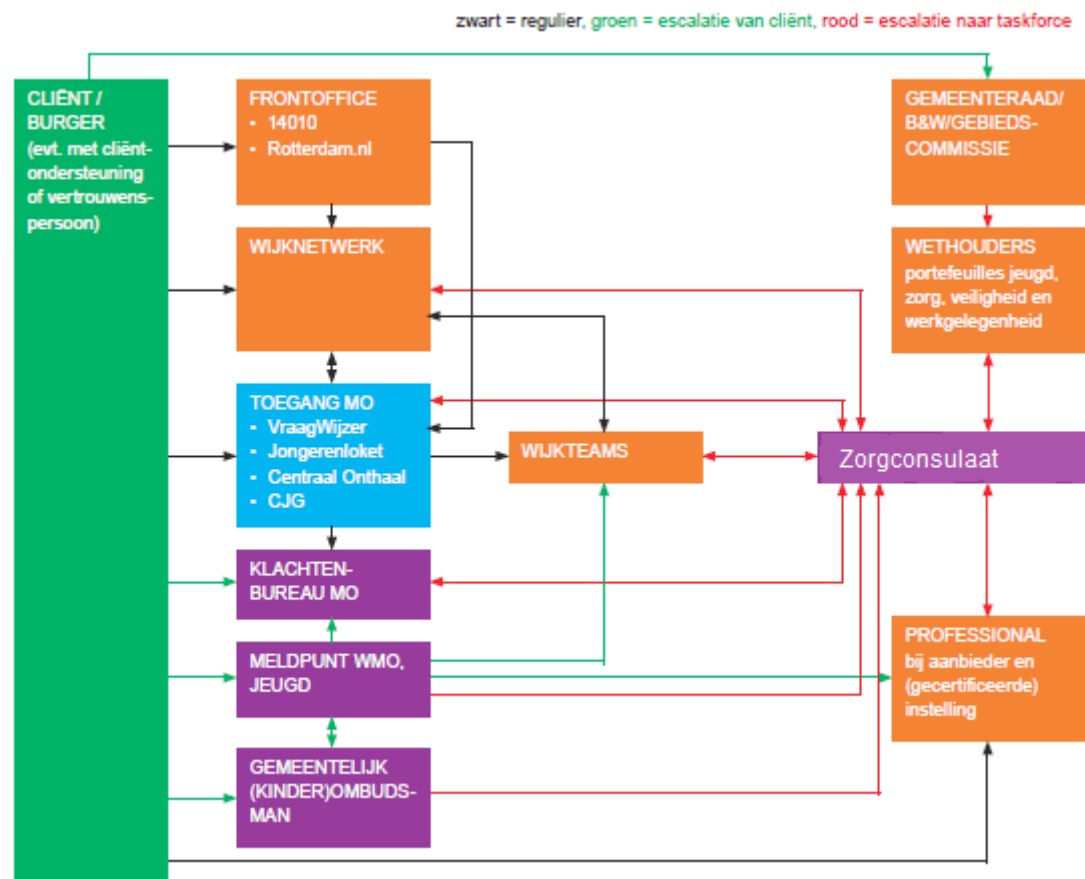 zwart = regulier, groen = escalatie van cliënt, rood = escalatie naar taskforce
CLIËNT /
BURGER
(evt. met cliënt-
ondersteuning
of vertrouwens-
persoon)
FRONTOFFICE
- 14010
- Rotterdam.nl
WIJKNETWERK
TOEGANG MO
- VraagWijzer
- Jongerenloket
- Centraal Onthaal
- CJG
KLACHTEN-
BUREAU MO
MELDPUNT WMO,
JEUGD
GEMEENTELIJK
(KINDER)OMBUDS-
MAN
WIJKTEAMS
GEMEENTERAAD/
B&W/GEBIEDS-
COMMISSIE
WETHOUDERS
portefeuilles jeugd,
zorg, veiligheid en
werkgelegenheid
Zorgconsulaat
PROFESSIONAL
bij aanbieder en
(gecertificeerde)
instelling